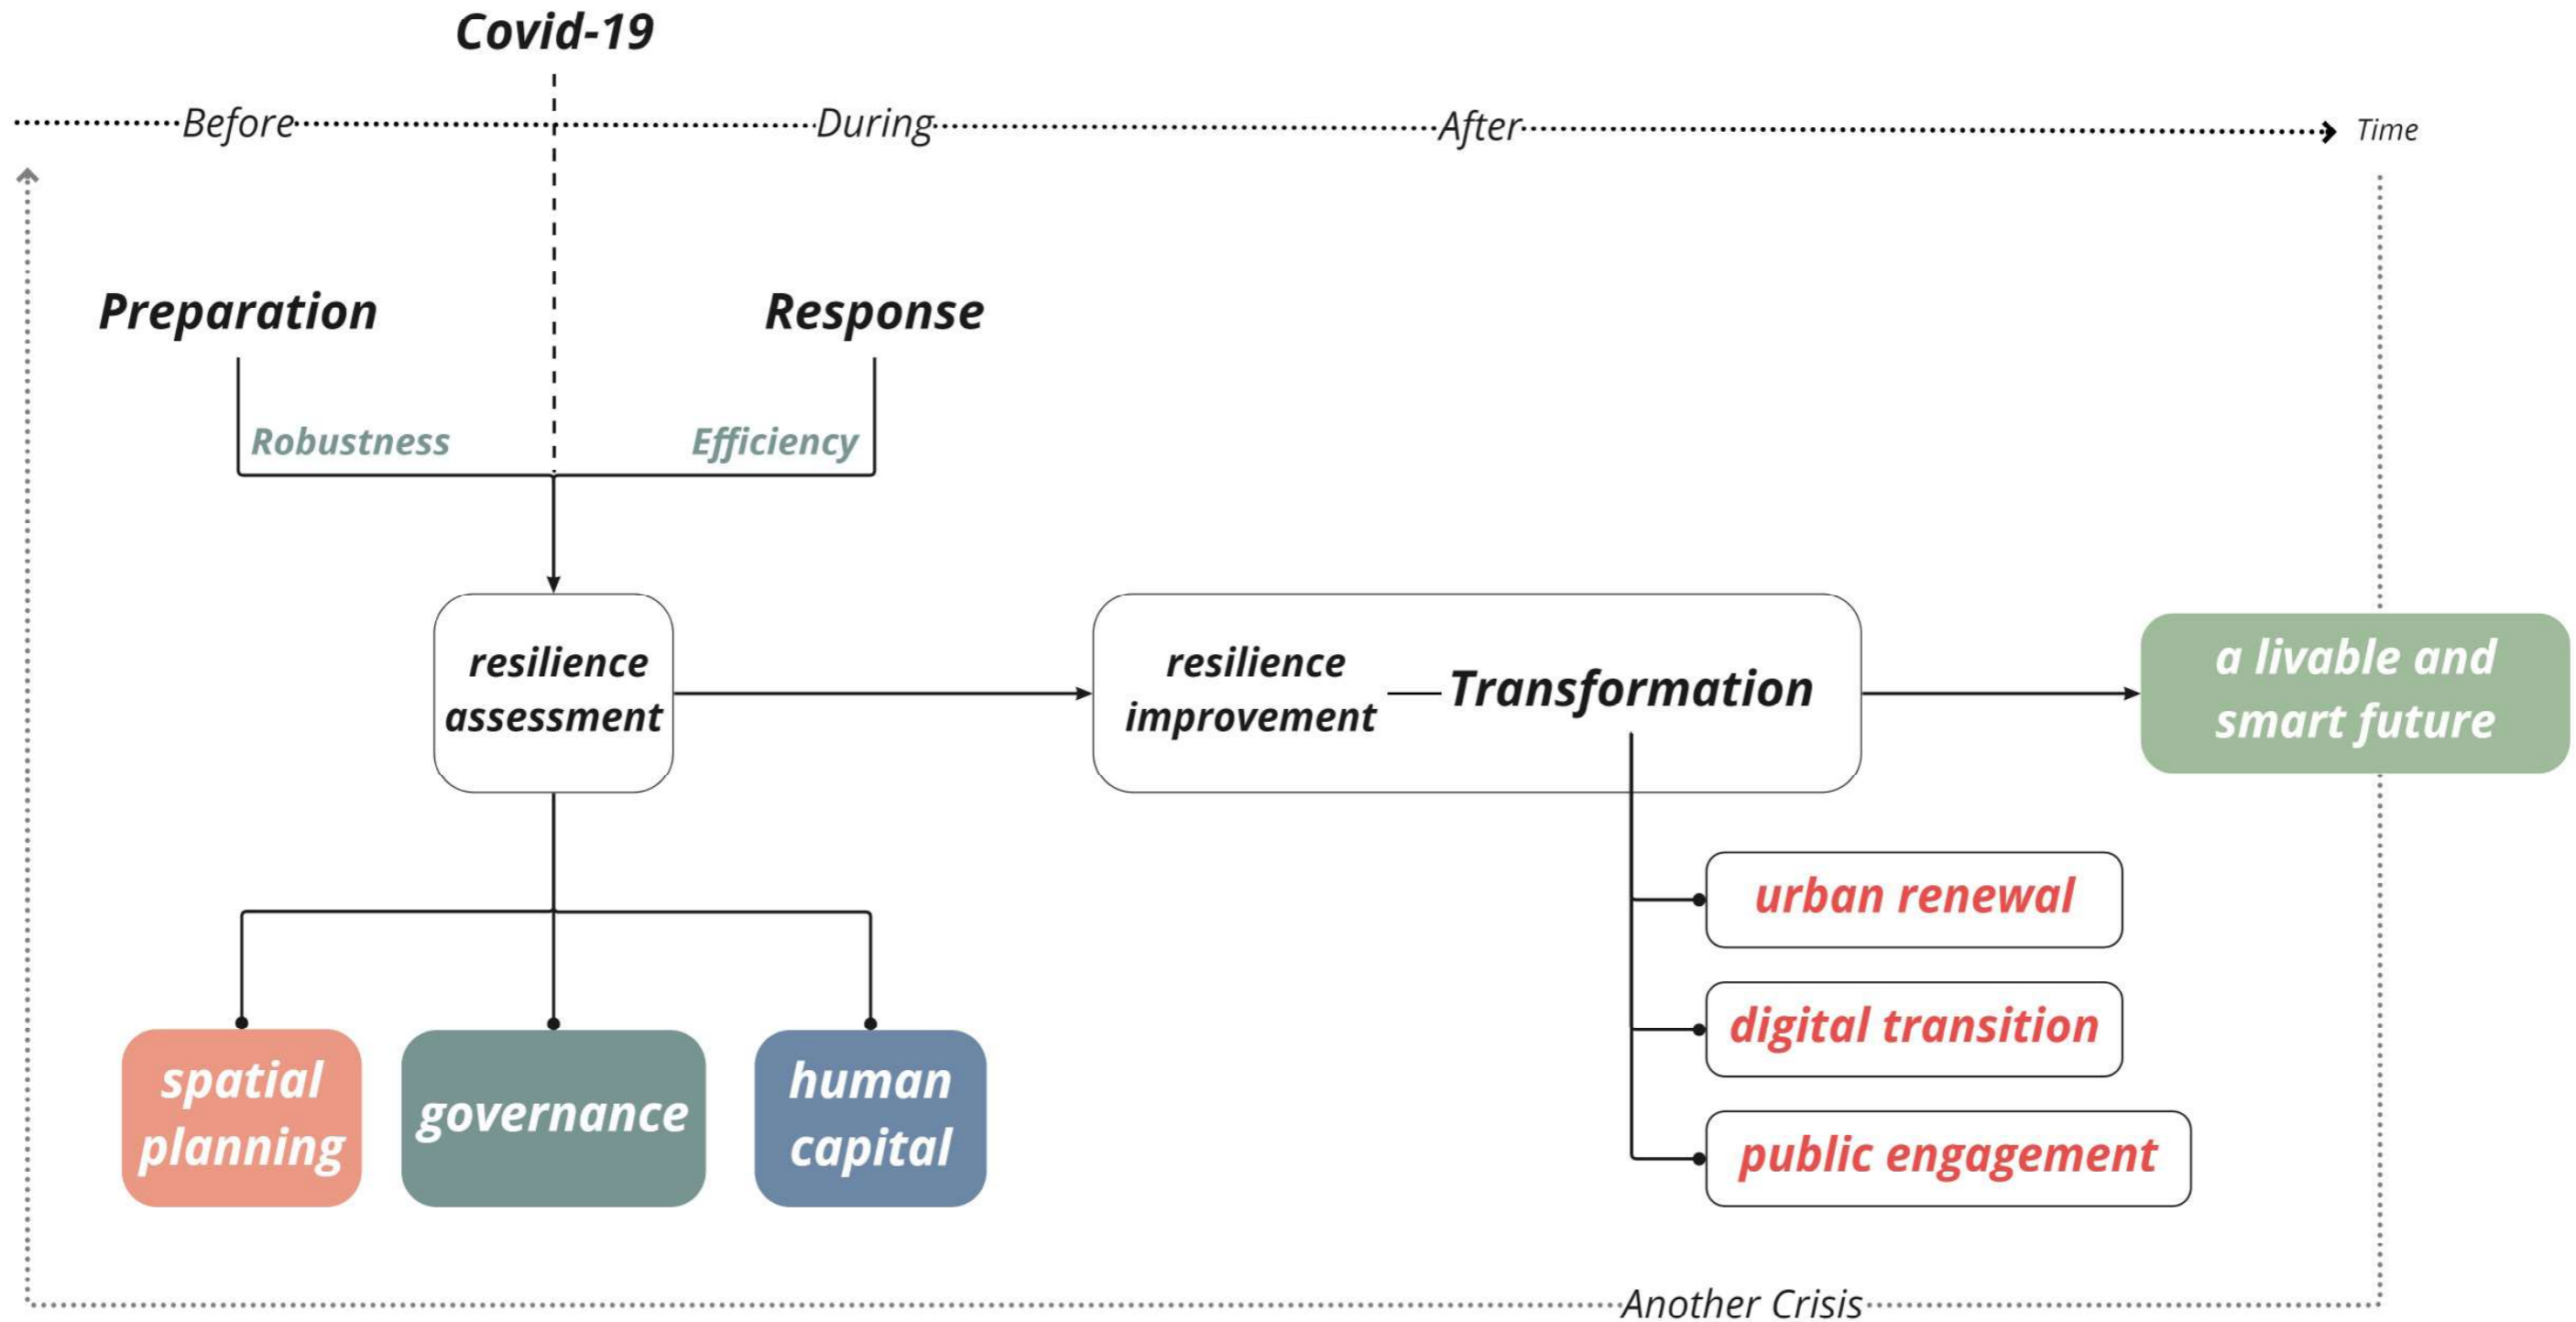 Covid-19
Before
During
After
Time
Preparation
Response
Robustness
Efficiency
resilience
assessment
resilience
improvement
Transformation
a livable and
smart future
urban renewal
digital transition
public engagement
spatial
planning
governance
human
capital
Another Crisis